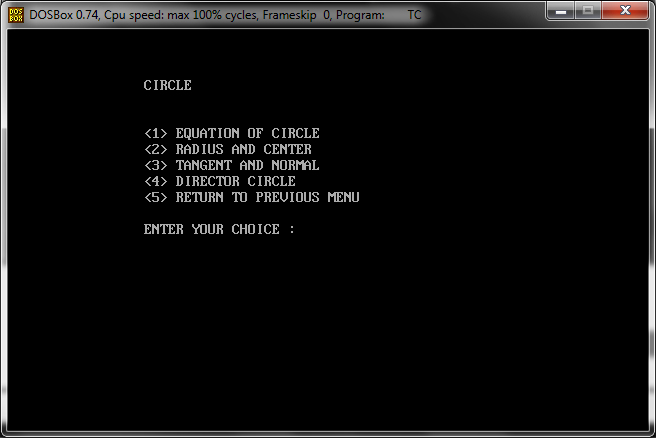 DOSBox 0.74, Cpu speed: max 100% cycles, Frameskip 0, Program: TC
CIRCLE
<1> EQUATION OF CIRCLE
<2> RADIUS AND CENTER
<3> TANGENT AND NORMAL
<4> DIRECTOR CIRCLE
<5> RETURN TO PREVIOUS MENU
ENTER YOUR CHOICE :